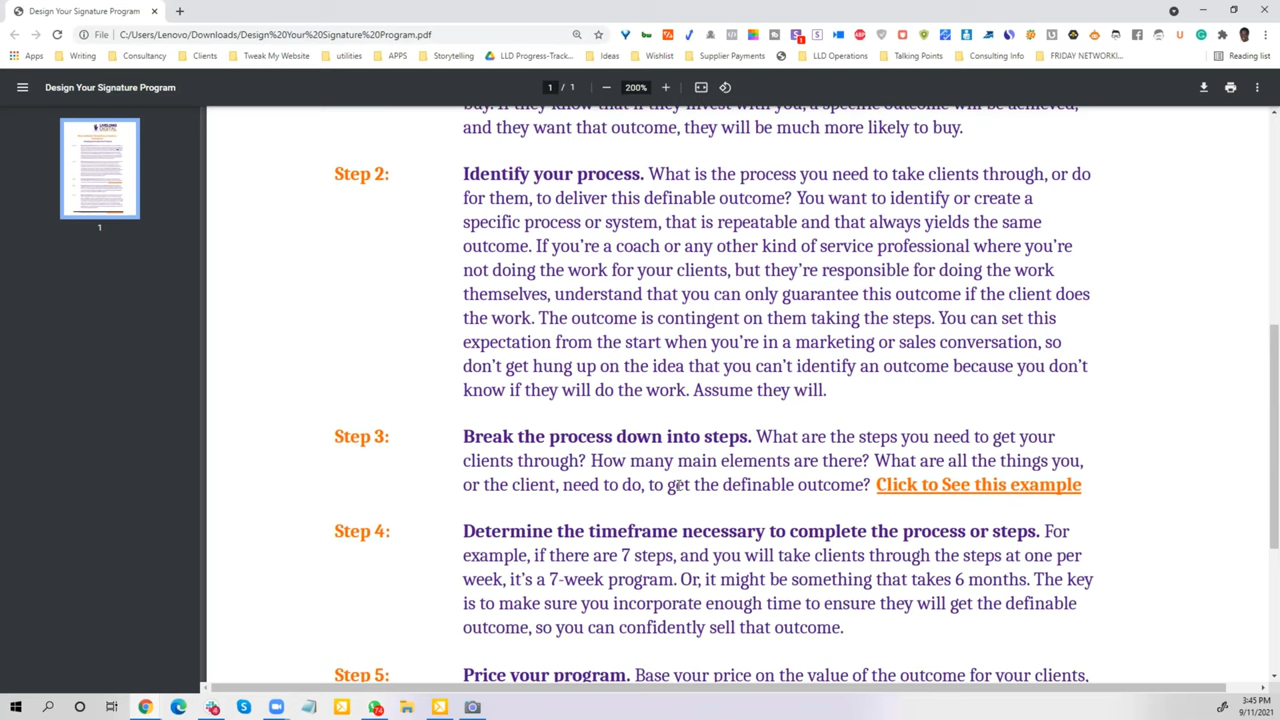 Design Your Signature Program
File
C:/Users/Lenovo/Downloads/Design%20Your%20Signature%20Program.pdf
Apps
Writing
Consultancy
Clients
Tweak My Website
utilities
APPS
Storytelling
LLD Progress-Track...
Ideas
Wishlist
Supplier Payments
LLD Operations
Talking Points
Consulting Info
FRIDAY NETWORKI...
Reading list
Design Your Signature Program
1 / 1
200%
1
buy. If they know that if they invest with you, a specific outcome will be achieved,
and they want that outcome, they will be much more likely to buy.
Step 2: Identify your process. What is the process you need to take clients through, or do
for them, to deliver this definable outcome? You want to identify or create a
specific process or system, that is repeatable and that always yields the same
outcome. If you're a coach or any other kind of service professional where you're
not doing the work for your clients, but they're responsible for doing the work
themselves, understand that you can only guarantee this outcome if the client does
the work. The outcome is contingent on them taking the steps. You can set this
expectation from the start when you're in a marketing or sales conversation, so
don't get hung up on the idea that you can't identify an outcome because you don't
know if they will do the work. Assume they will.
Step 3: Break the process down into steps. What are the steps you need to get your
clients through? How many main elements are there? What are all the things you,
or the client, need to do, to get the definable outcome? Click to See this example
Step 4: Determine the timeframe necessary to complete the process or steps. For
example, if there are 7 steps, and you will take clients through the steps at one per
week, it's a 7-week program. Or, it might be something that takes 6 months. The key
is to make sure you incorporate enough time to ensure they will get the definable
outcome, so you can confidently sell that outcome.
Step 5: Price your program. Base your price on the value of the outcome for your clients,
3:45 PM
9/11/2021